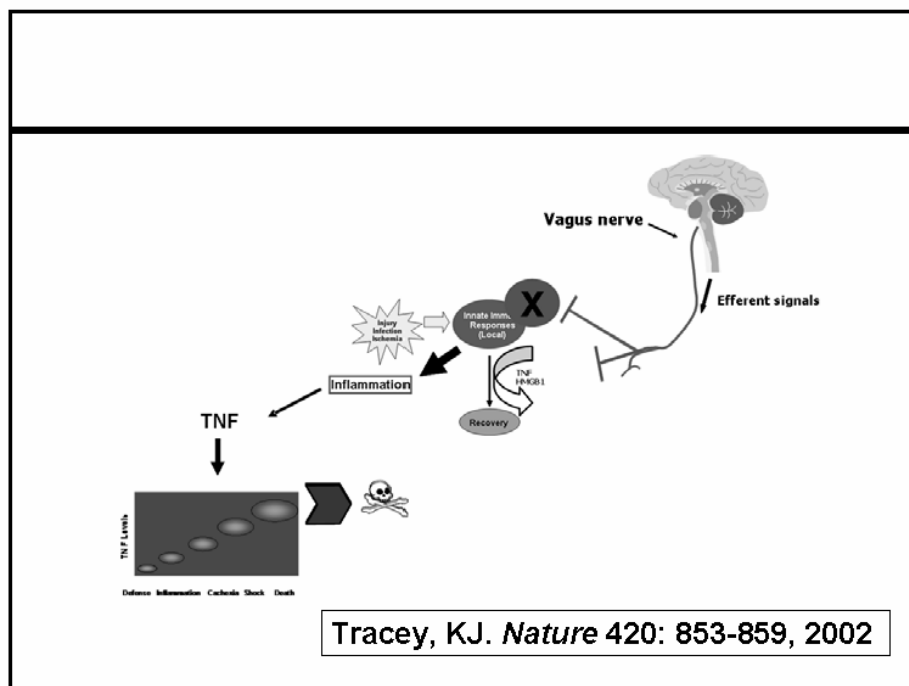 Vagus nerve
Efferent signals
X
Injury
Infection
Ischemia
Innate Imm
Responses
(Local)
TNF
HMGB1
Inflammation
Recovery
TNF
TNF Levels
Defense Inflammation Cachexia Shock Death
Tracey, KJ. Nature 420: 853-859, 2002